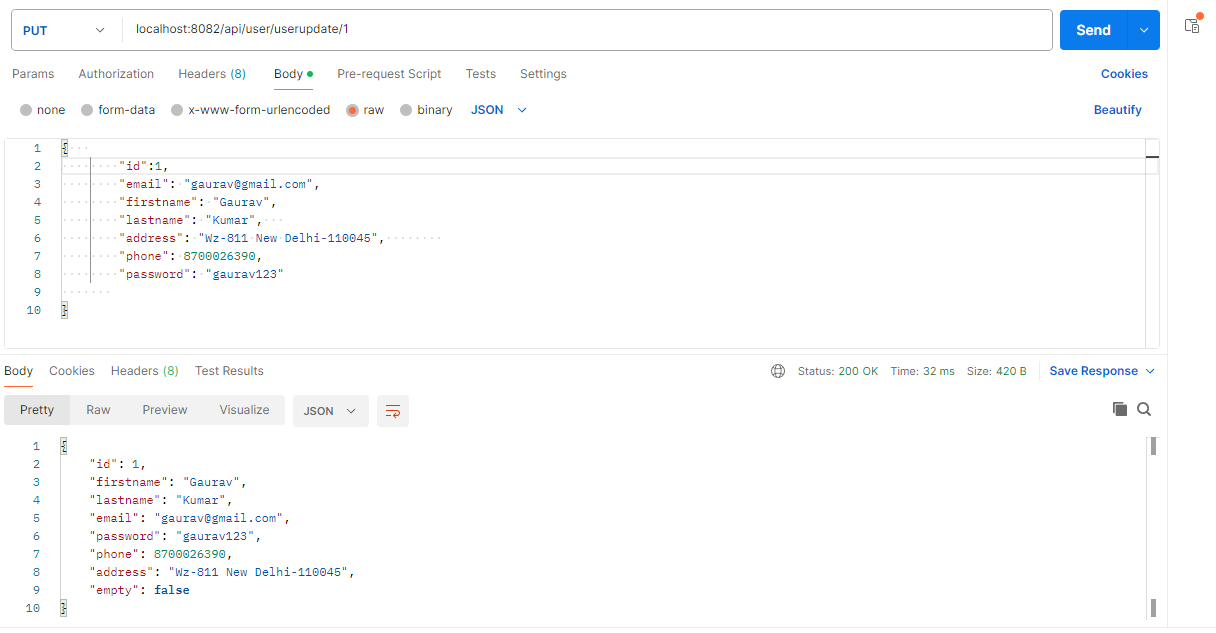 PUT localhost:8082/api/user/userupdate/1 Send
Params Authorization Headers (8) Body Pre-request Script Tests Settings Cookies
none form-data x-www-form-urlencoded raw binary JSON Beautify
1 {
2 "id":1,
3 "email": "gaurav@gmail.com",
4 "firstname": "Gaurav",
5 "lastname": "Kumar",
6 "address": "Wz-811 New Delhi-110045",
7 "phone": 8700026390,
8 "password": "gaurav123"
9
10 }
Body Cookies Headers (8) Test Results Status: 200 OK Time: 32 ms Size: 420 B Save Response
Pretty Raw Preview Visualize JSON
1 {
2 "id": 1,
3 "firstname": "Gaurav",
4 "lastname": "Kumar",
5 "email": "gaurav@gmail.com",
6 "password": "gaurav123",
7 "phone": 8700026390,
8 "address": "Wz-811 New Delhi-110045",
9 "empty": false
10 }